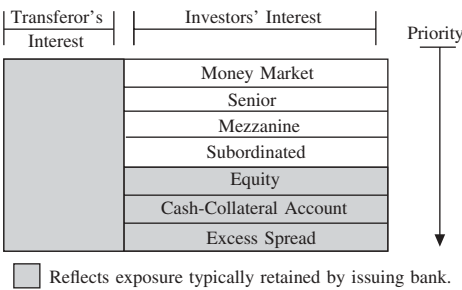 Transferor's
Interest
Investors' Interest
Priority
Money Market
Senior
Mezzanine
Subordinated
Equity
Cash-Collateral Account
Excess Spread
Reflects exposure typically retained by issuing bank.